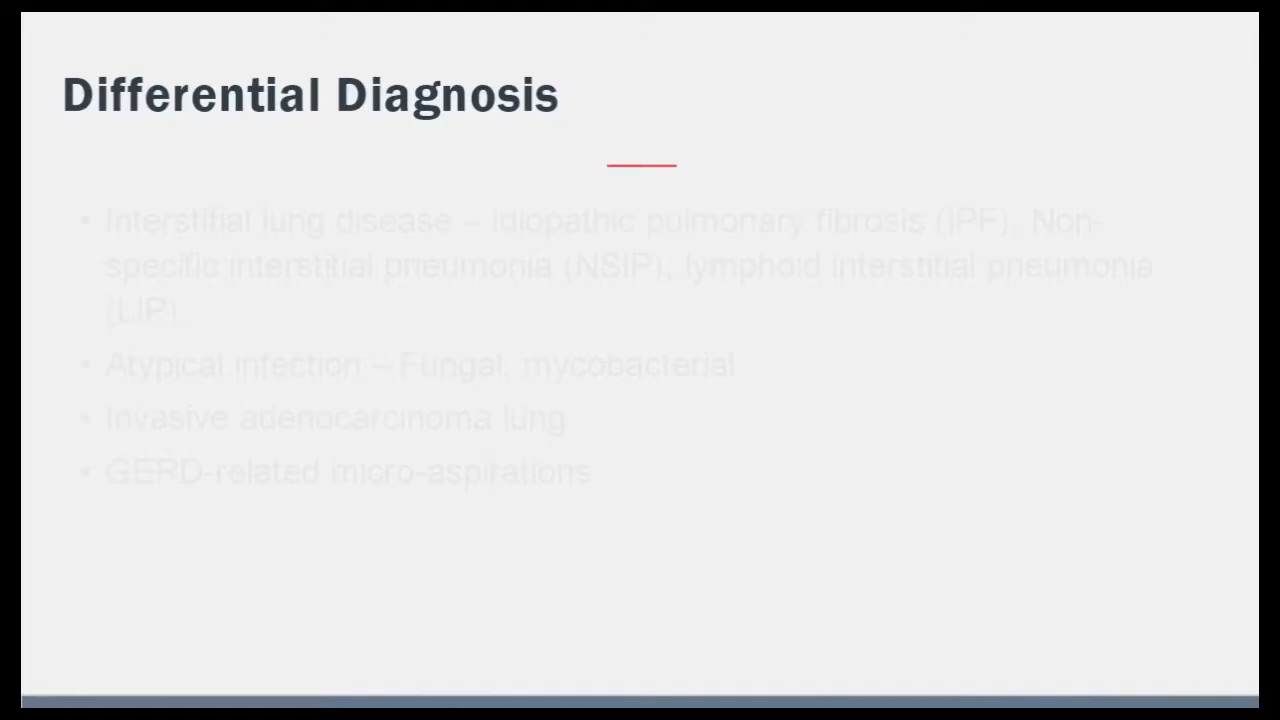 Differential Diagnosis
• Interstitial lung disease – Idiopathic pulmonary fibrosis (IPF), Non-
specific interstitial pneumonia (NSIP), lymphoid interstitial pneumonia
(LIP)
• Atypical infection – Fungal, mycobacterial
• Invasive adenocarcinoma lung
• GERD-related micro-aspirations